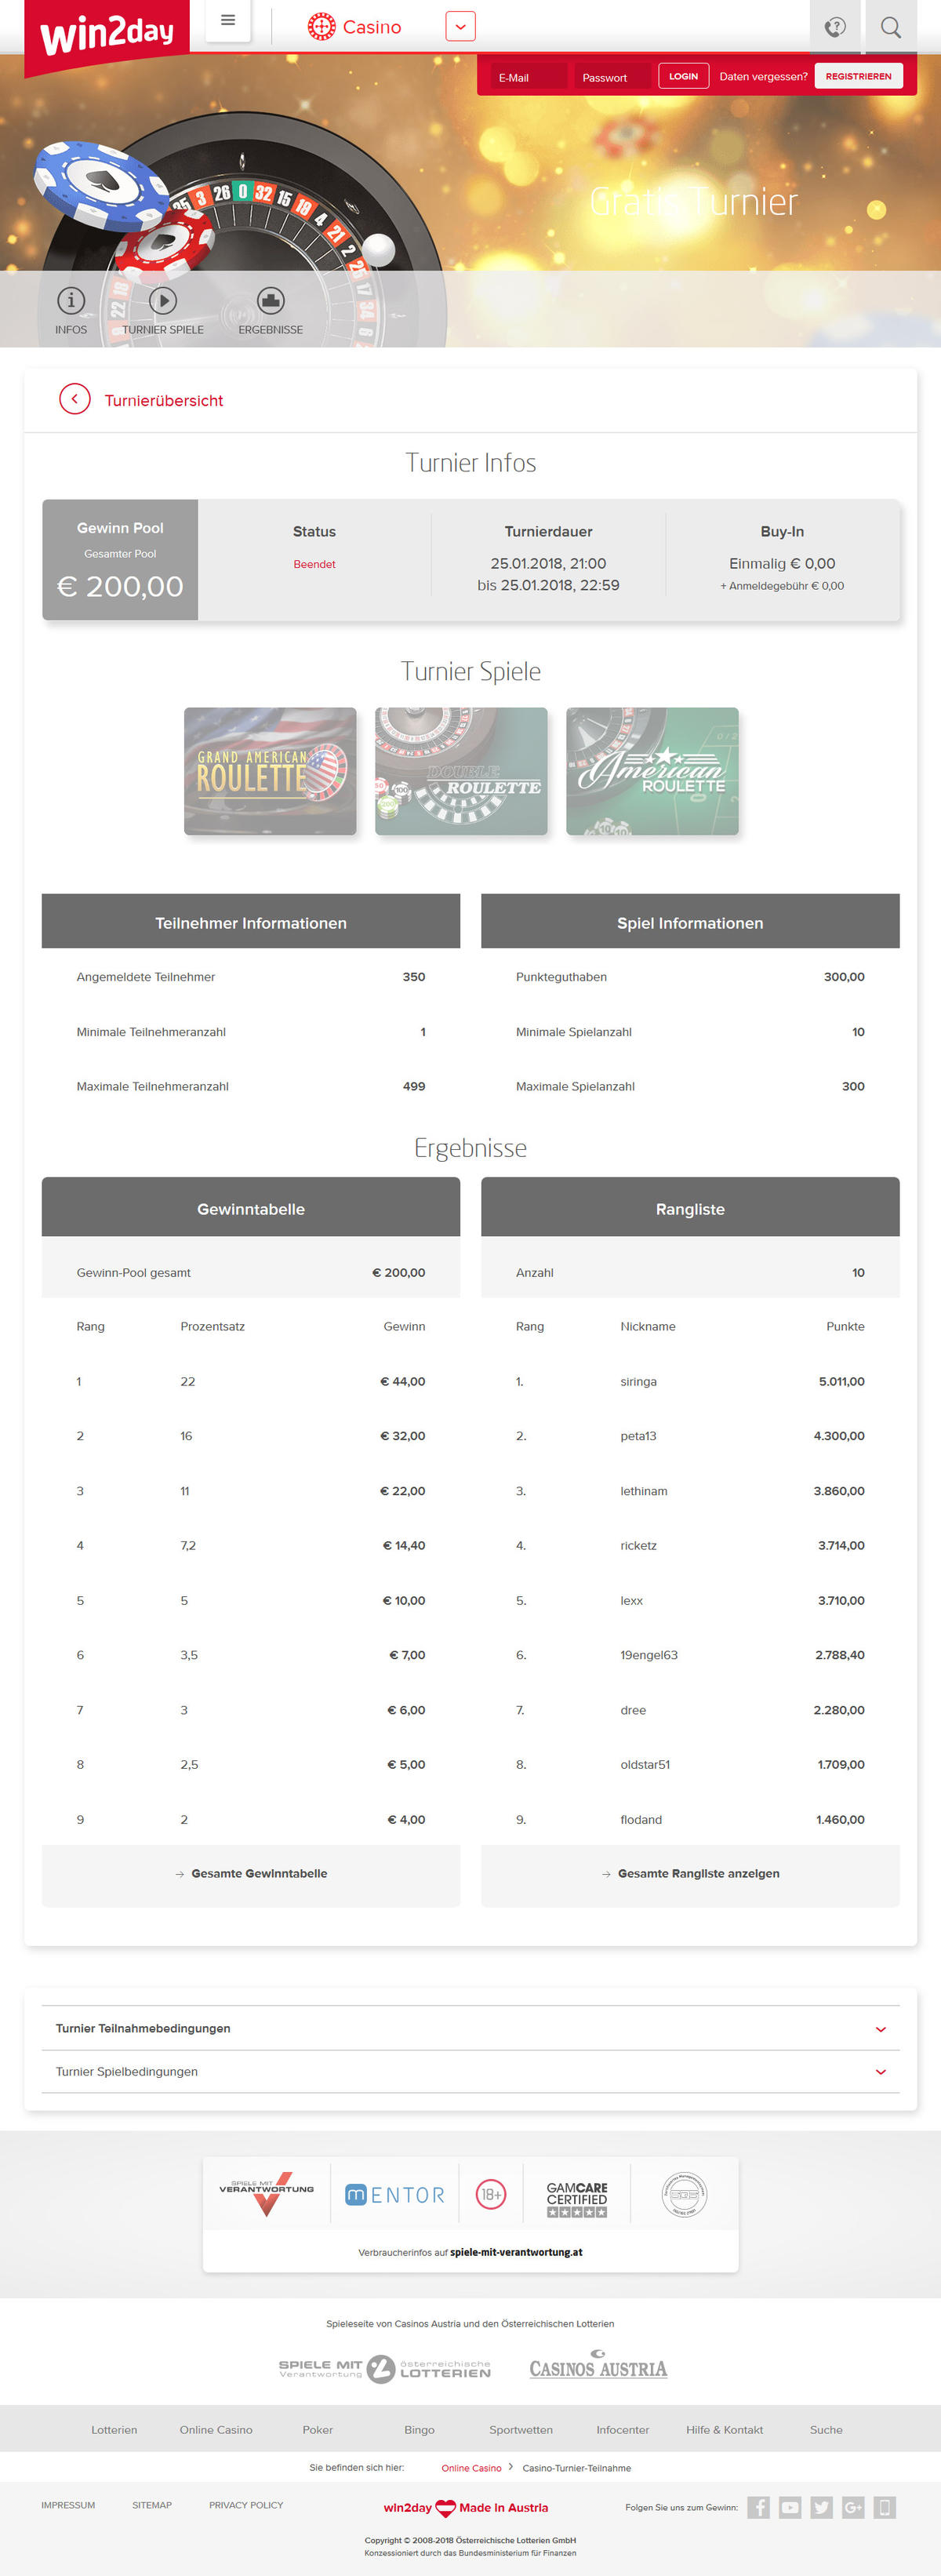 win2day
Casino
E-Mail
Passwort
LOGIN
Daten vergessen?
REGISTRIEREN
Gratis Turnier
INFOS
TURNIER SPIELE
ERGEBNISSE
Turnierübersicht
Turnier Infos
Gewinn Pool
Gesamter Pool
€ 200,00
Status
Beendet
Turnierdauer
25.01.2018, 21:00
bis 25.01.2018, 22:59
Buy-In
Einmalig € 0,00
+ Anmeldegebühr € 0,00
Turnier Spiele
GRAND AMERICAN
ROULETTE
DOUBLE
ROULETTE
American
ROULETTE
Teilnehmer Informationen
Angemeldete Teilnehmer 350
Minimale Teilnehmeranzahl 1
Maximale Teilnehmeranzahl 499
Spiel Informationen
Punkteguthaben 300,00
Minimale Spielanzahl 10
Maximale Spielanzahl 300
Ergebnisse
Gewinntabelle
Gewinn-Pool gesamt € 200,00
Rang Prozentsatz Gewinn
1 22 € 44,00
2 16 € 32,00
3 11 € 22,00
4 7,2 € 14,40
5 5 € 10,00
6 3,5 € 7,00
7 3 € 6,00
8 2,5 € 5,00
9 2 € 4,00
→ Gesamte Gewinntabelle
Rangliste
Anzahl 10
Rang Nickname Punkte
1. siringa 5.011,00
2. peta13 4.300,00
3. lethinam 3.860,00
4. ricketz 3.714,00
5. lexx 3.710,00
6. 19engel63 2.788,40
7. dree 2.280,00
8. oldstar51 1.709,00
9. flodand 1.460,00
→ Gesamte Rangliste anzeigen
Turnier Teilnahmebedingungen
Turnier Spielbedingungen
SPIELE MIT
VERANTWORTUNG
mENTOR
18+
GAMCARE
CERTIFIED
Verbraucherinfos auf spiele-mit-verantwortung.at
Spieleseite von Casinos Austria und den Österreichischen Lotterien
SPIELE MIT
Verantwortung
österreichische
LOTTERIEN
CASINOS AUSTRIA
Lotterien Online Casino Poker Bingo Sportwetten Infocenter Hilfe & Kontakt Suche
Sie befinden sich hier: Online Casino > Casino-Turnier-Teilnahme
IMPRESSUM SITEMAP PRIVACY POLICY
win2day Made in Austria
Folgen Sie uns zum Gewinn:
Copyright © 2008-2018 Österreichische Lotterien GmbH
Konzessioniert durch das Bundesministerium für Finanzen